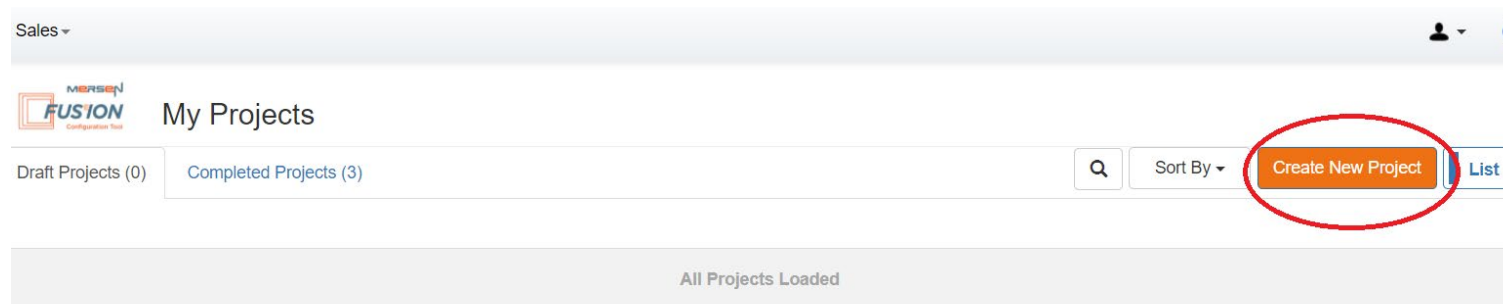 Sales
MERSEN
FUSION
Configuration Tool
My Projects
Draft Projects (0)
Completed Projects (3)
Sort By
Create New Project
List
All Projects Loaded